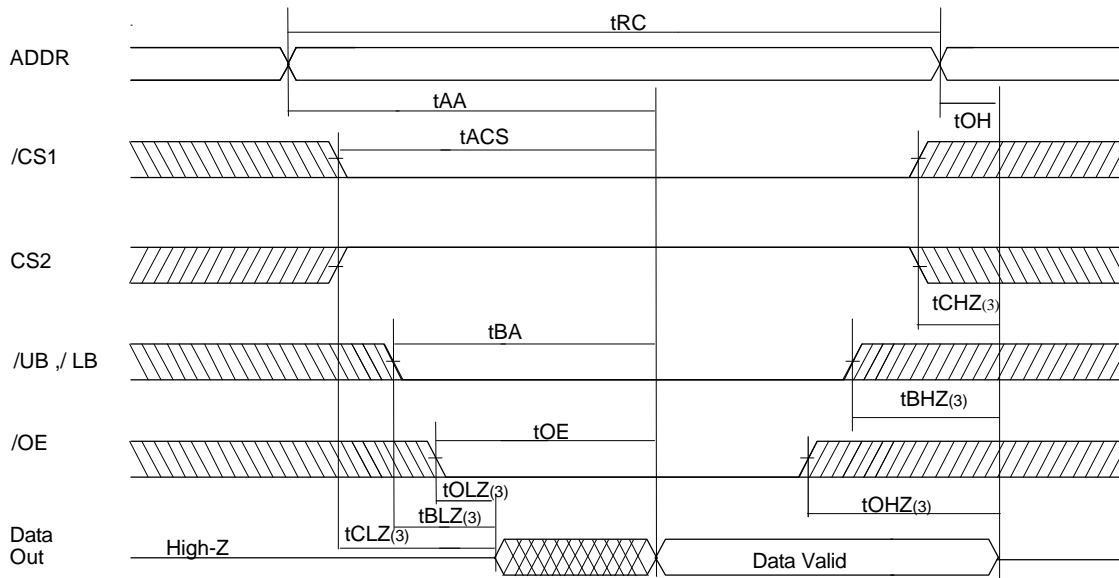 tRC
ADDR
tAA
tOH
tACS
/CS1
CS2
tCHZ(3)
tBA
/UB ,/ LB
tBHZ(3)
tOE
/OE
tOLZ(3)
tOHZ(3)
tBLZ(3)
tCLZ(3)
Data
Out
High-Z
Data Valid